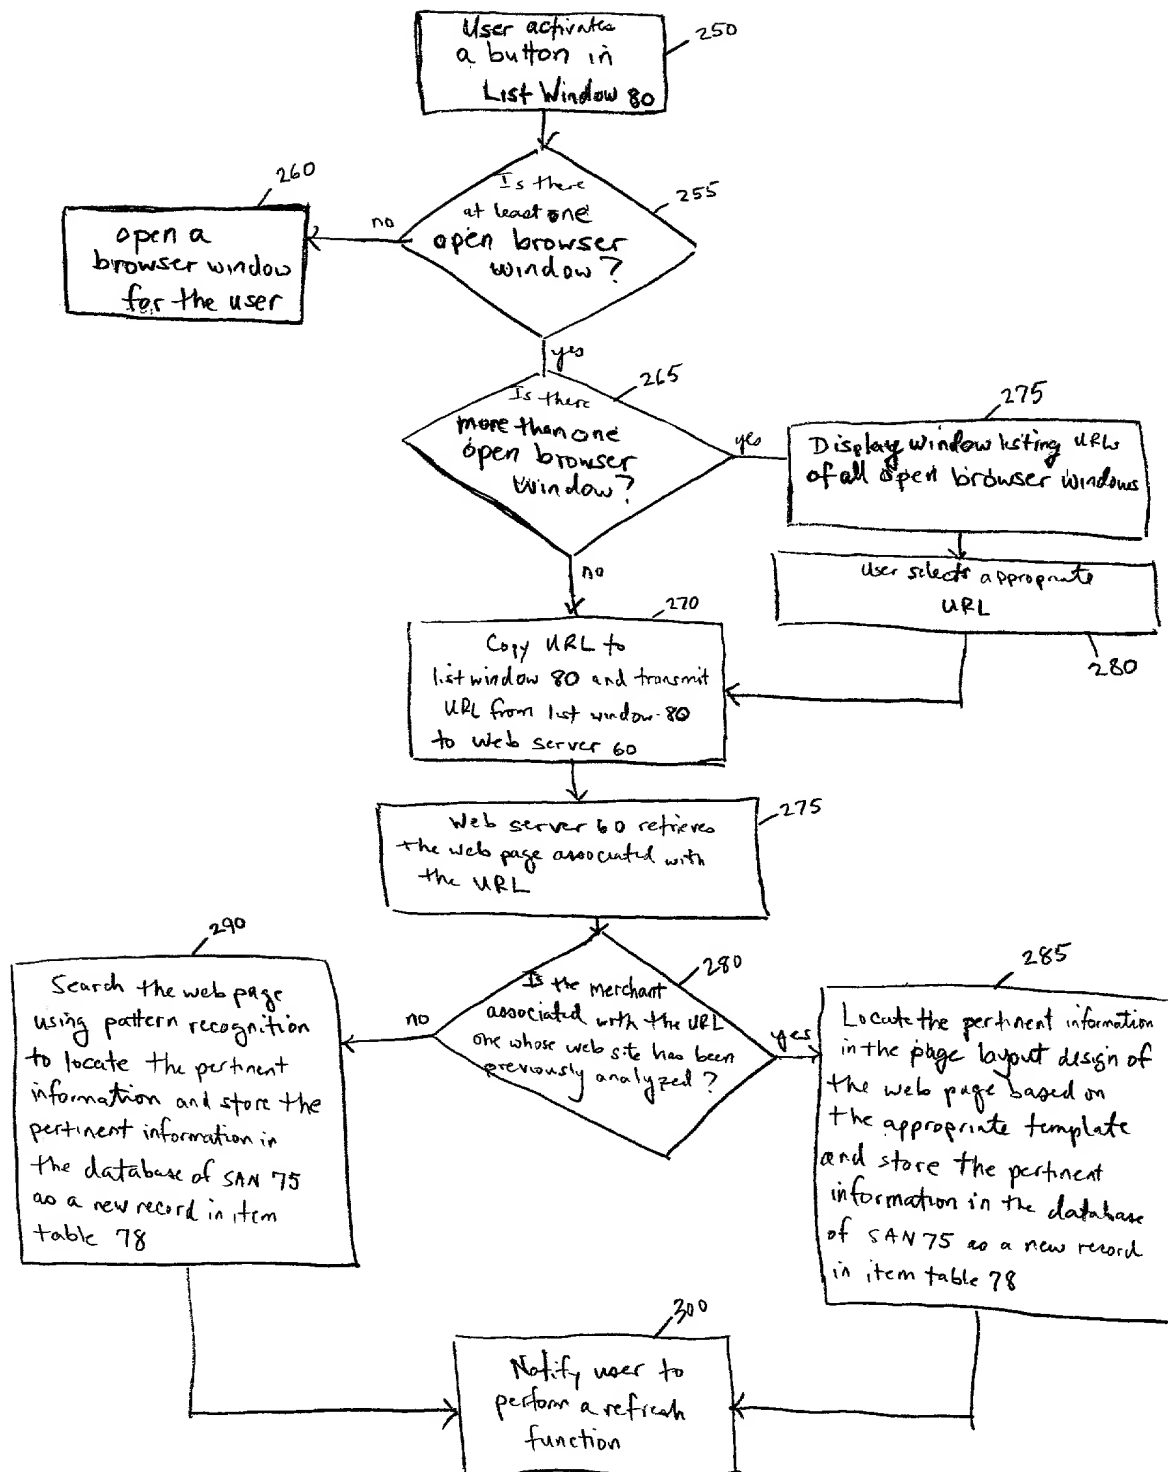 User activates
a button in
List Window 80
250
Is there
at least one
open browser
window?
255
no
260
open a
browser window
for the user
yes
Is there
more than one
open browser
window?
265
yes
275
Display window listing URLs
of all open browser windows
User selects appropriate
URL
280
no
270
Copy URL to
list window 80 and transmit
URL from list window 80
to web server 60
Web server 60 retrieves
the web page associated with
the URL
275
Is the merchant
associated with the URL
one whose web site has been
previously analyzed?
280
no
290
Search the web page
using pattern recognition
to locate the pertinent
information and store the
pertinent information in
the database of SAN 75
as a new record in item
table 78
yes
285
Locate the pertinent information
in the page layout design of
the web page based on
the appropriate template
and store the pertinent
information in the database
of SAN 75 as a new record
in item table 78
300
Notify user to
perform a refresh
function